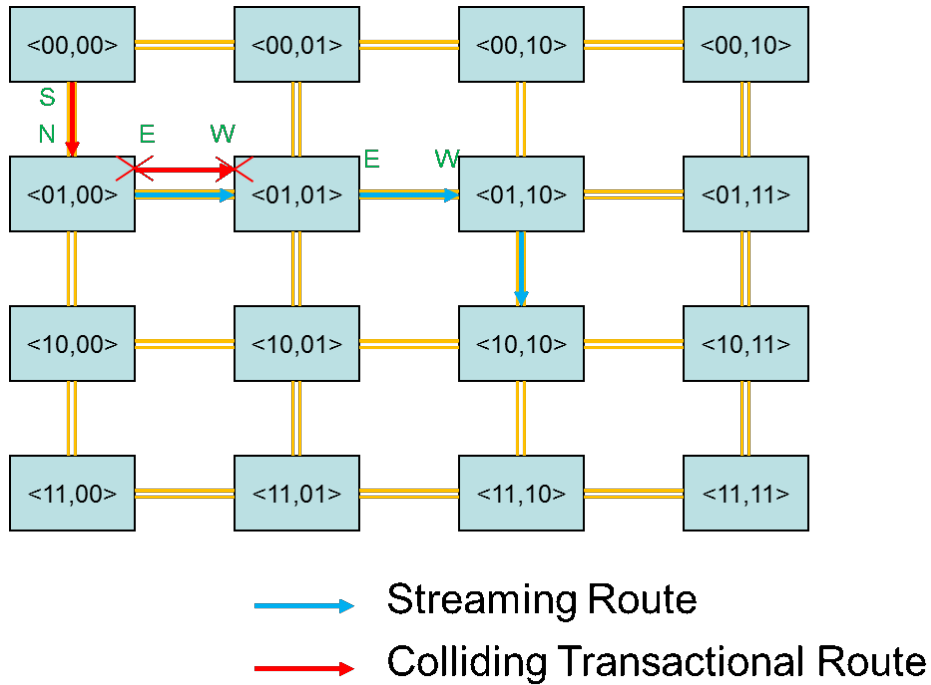 <00,00> <00,01> <00,10> <00,10>
S
N E W E W
<01,00> <01,01> <01,10> <01,11>
<10,00> <10,01> <10,10> <10,11>
<11,00> <11,01> <11,10> <11,11>
Streaming Route
Colliding Transactional Route